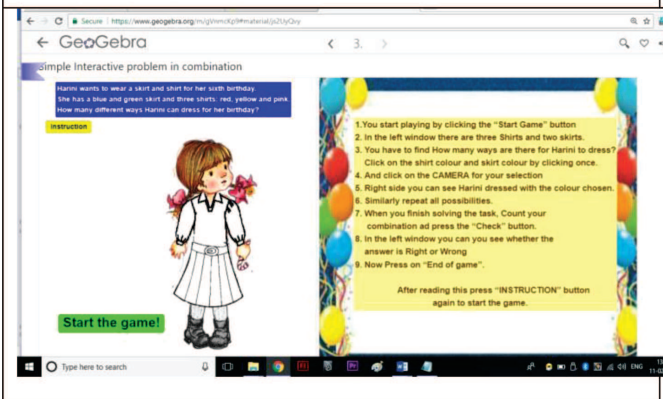 Secure https://www.geogebra.org/m/gVmmcKp9#material/js2UyQvy
GeoGebra
3.
Simple Interactive problem in combination
Harini wants to wear a skirt and shirt for her sixth birthday.
She has a blue and green skirt and three shirts: red, yellow and pink.
How many different ways Harini can dress for her birthday?
Instruction
Start the game!
1.You start playing by clicking the "Start Game" button
2. In the left window there are three Shirts and two skirts.
3. You have to find How many ways are there for Harini to dress?
Click on the shirt colour and skirt colour by clicking once.
4. And click on the CAMERA for your selection
5. Right side you can see Harini dressed with the colour chosen.
6. Similarly repeat all possibilities.
7. When you finish solving the task, Count your
combination ad press the "Check" button.
8. In the left window you can you see whether the
answer is Right or Wrong
9. Now Press on "End of game".
After reading this press "INSTRUCTION" button
again to start the game.
Type here to search
ENG